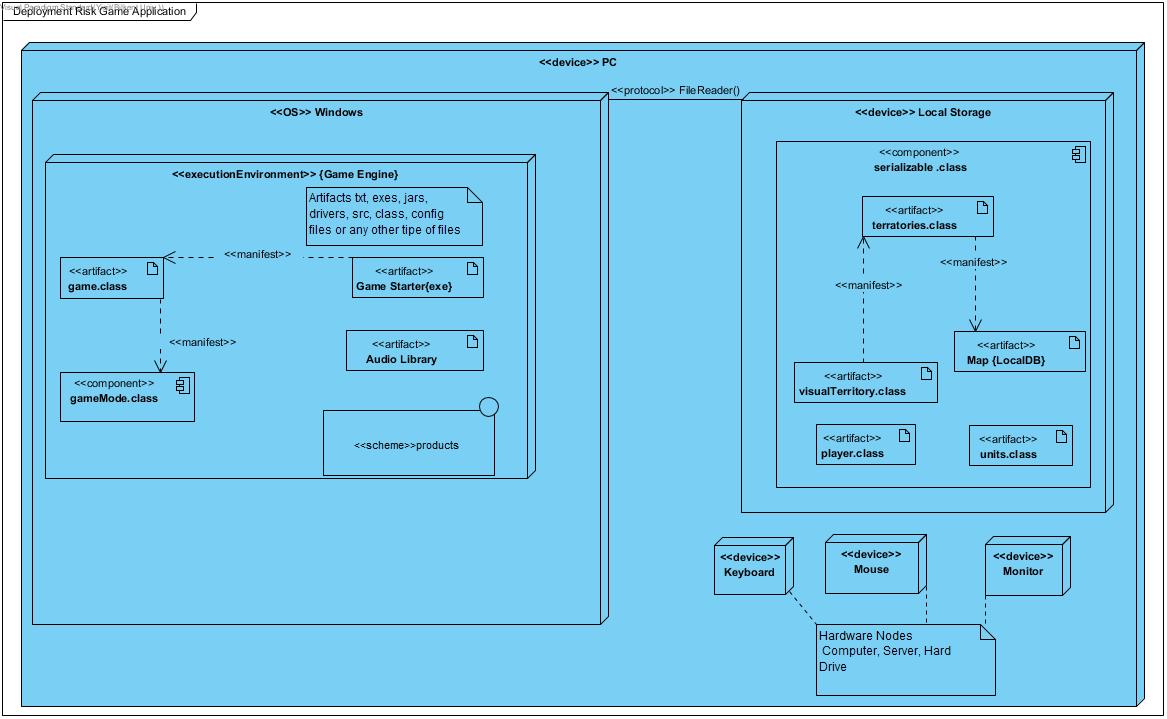 Deployment Risk Game Application
<<device>> PC
<<protocol>> FileReader()
<<OS>> Windows
<<executionEnvironment>> {Game Engine}
Artifacts txt, exes, jars,
drivers, src, class, config
files or any other tipe of files
<<manifest>>
<<artifact>>
game.class
<<artifact>>
Game Starter{exe}
<<manifest>>
<<artifact>>
Audio Library
<<component>>
gameMode.class
<<scheme>>products
<<device>> Local Storage
<<component>>
serializable .class
<<artifact>>
terratories.class
<<manifest>>
<<manifest>>
<<artifact>>
Map {LocalDB}
<<artifact>>
visualTerritory.class
<<artifact>>
player.class
<<artifact>>
units.class
<<device>>
Keyboard
<<device>>
Mouse
<<device>>
Monitor
Hardware Nodes
Computer, Server, Hard
Drive